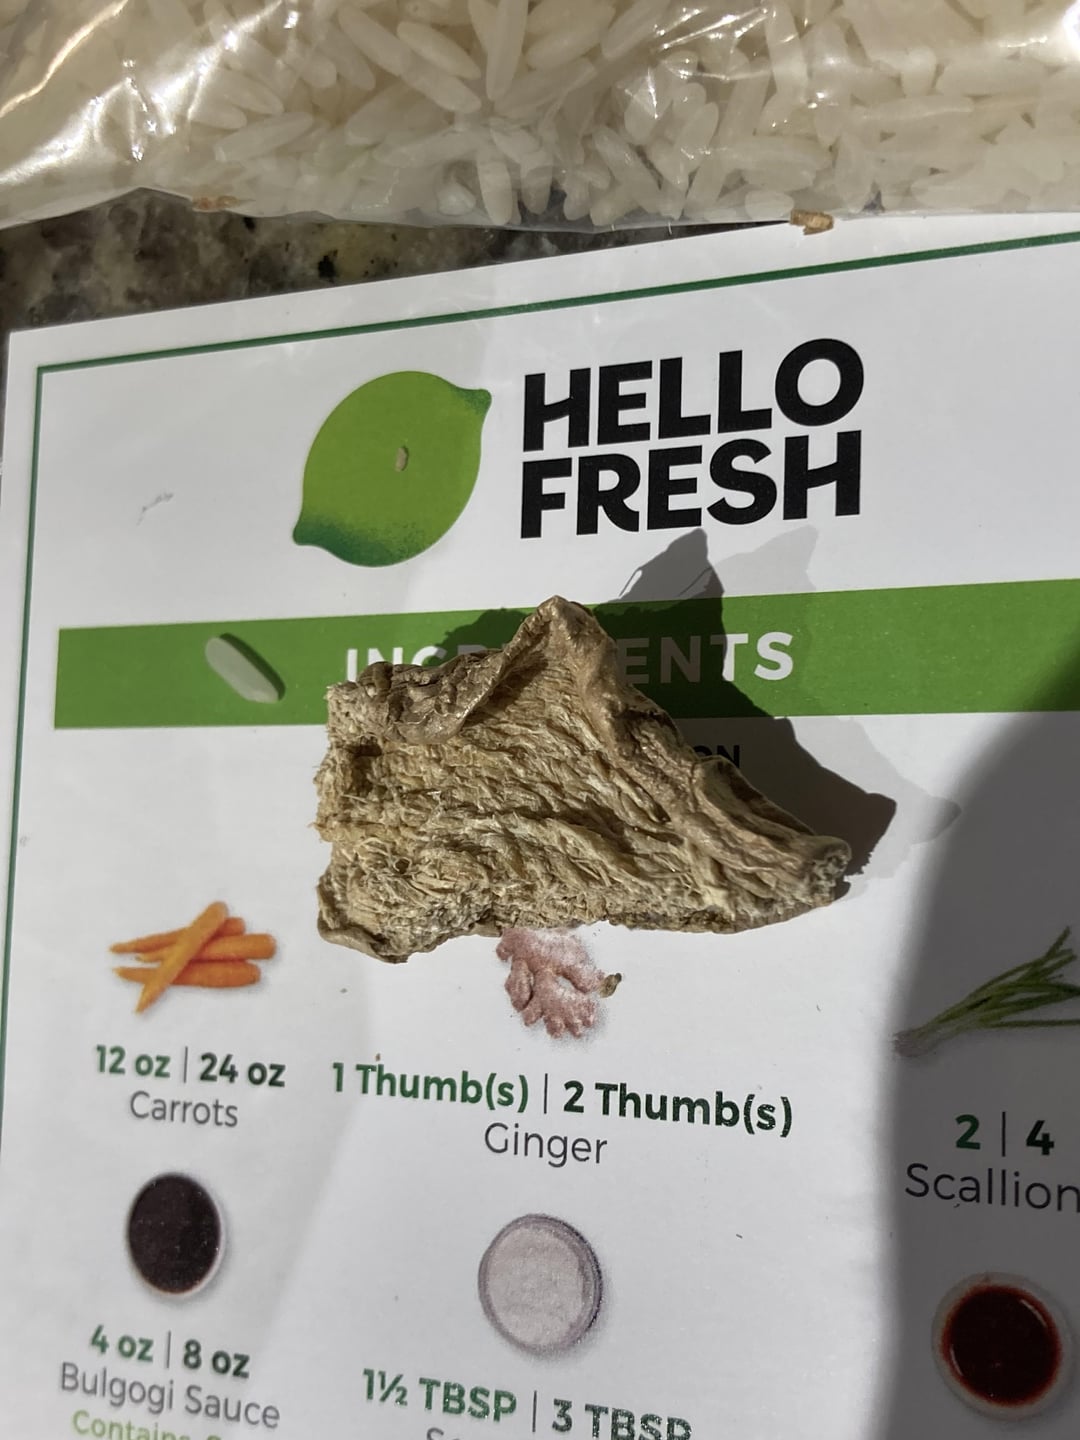 HELLO
FRESH
12 oz | 24 oz
Carrots
1 Thumb(s) | 2 Thumb(s)
Ginger
2 | 4
Scallion
4 oz | 8 oz
Bulgogi Sauce
1½ TBSP | 3 TBSP